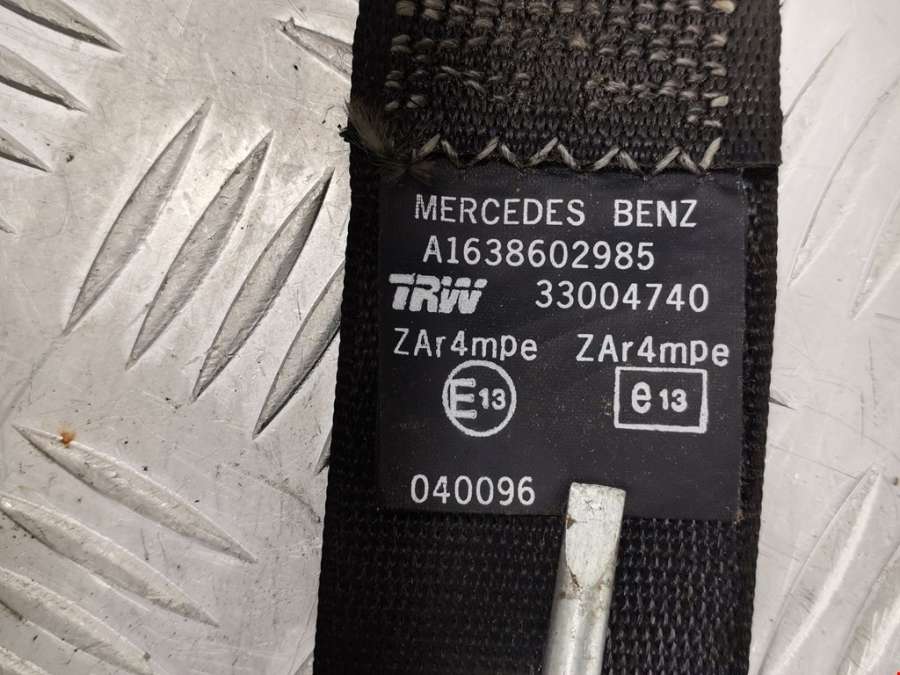 MERCEDES BENZ
A1638602985
TRW 33004740
ZAr4mpe ZAr4mpe
E13 e13
040096